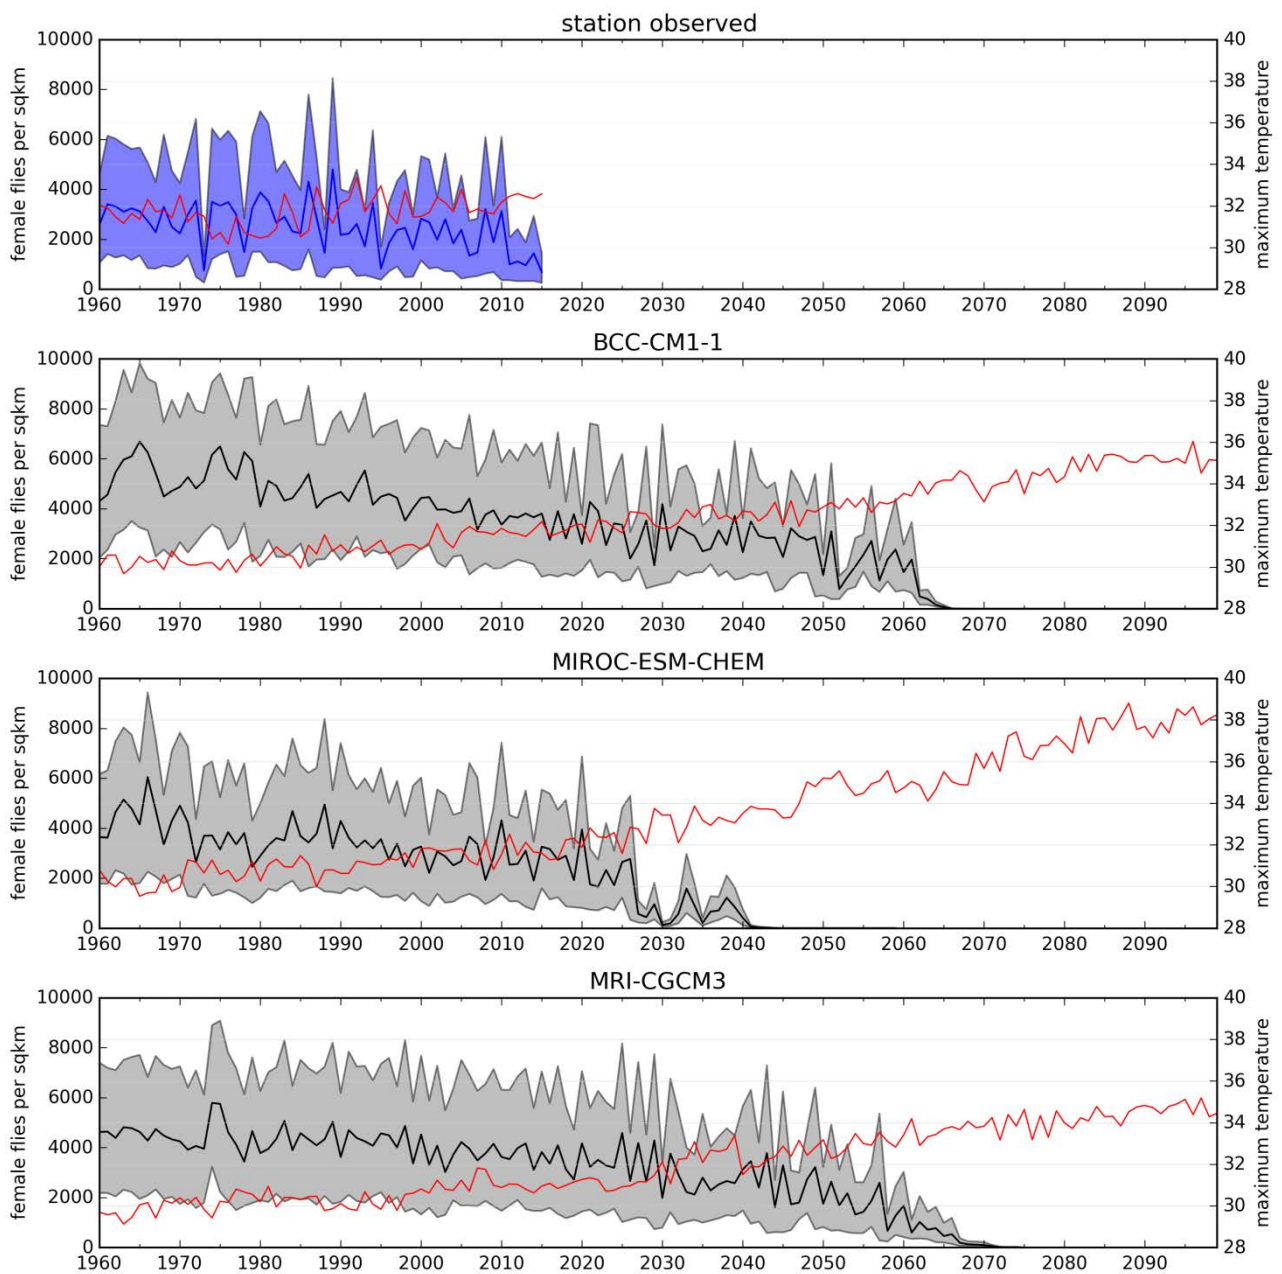 station observed
10000 8000 6000 4000 2000 0
female flies per sqkm
40 38 36 34 32 30 28
maximum temperature
1960 1970 1980 1990 2000 2010 2020 2030 2040 2050 2060 2070 2080 2090
BCC-CM1-1
10000 8000 6000 4000 2000 0
female flies per sqkm
40 38 36 34 32 30 28
maximum temperature
1960 1970 1980 1990 2000 2010 2020 2030 2040 2050 2060 2070 2080 2090
MIROC-ESM-CHEM
10000 8000 6000 4000 2000 0
female flies per sqkm
40 38 36 34 32 30 28
maximum temperature
1960 1970 1980 1990 2000 2010 2020 2030 2040 2050 2060 2070 2080 2090
MRI-CGCM3
10000 8000 6000 4000 2000 0
female flies per sqkm
40 38 36 34 32 30 28
maximum temperature
1960 1970 1980 1990 2000 2010 2020 2030 2040 2050 2060 2070 2080 2090